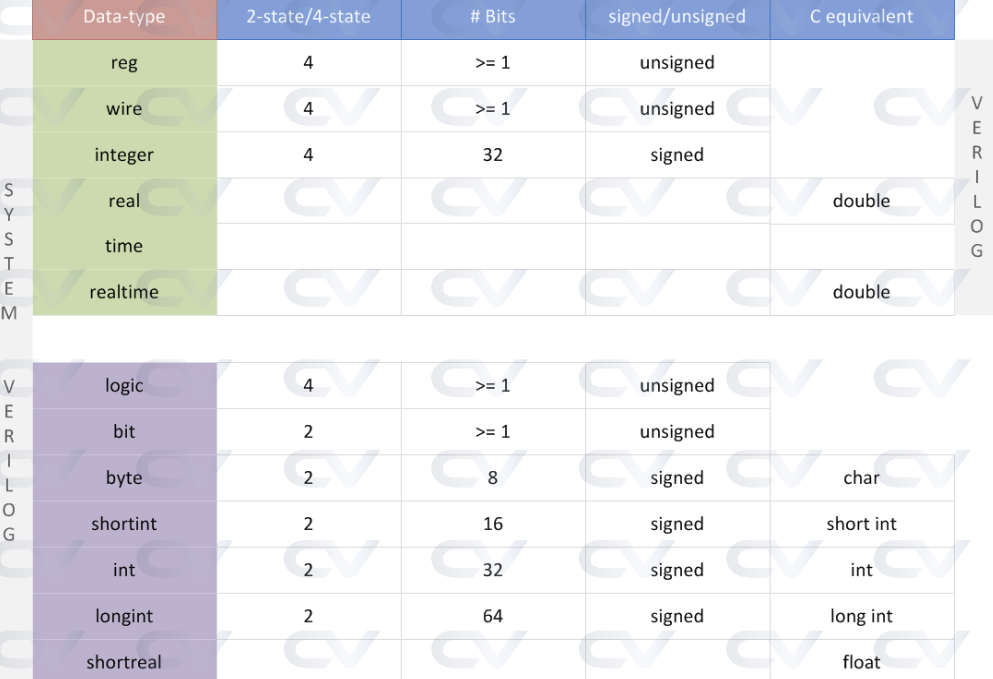 Data-type 2-state/4-state # Bits signed/unsigned C equivalent
reg 4 >= 1 unsigned
wire 4 >= 1 unsigned
integer 4 32 signed
real double
time
realtime double
logic 4 >= 1 unsigned
bit 2 >= 1 unsigned
byte 2 8 signed char
shortint 2 16 signed short int
int 2 32 signed int
longint 2 64 signed long int
shortreal float
SYSTEM VERILOG
VERILOG